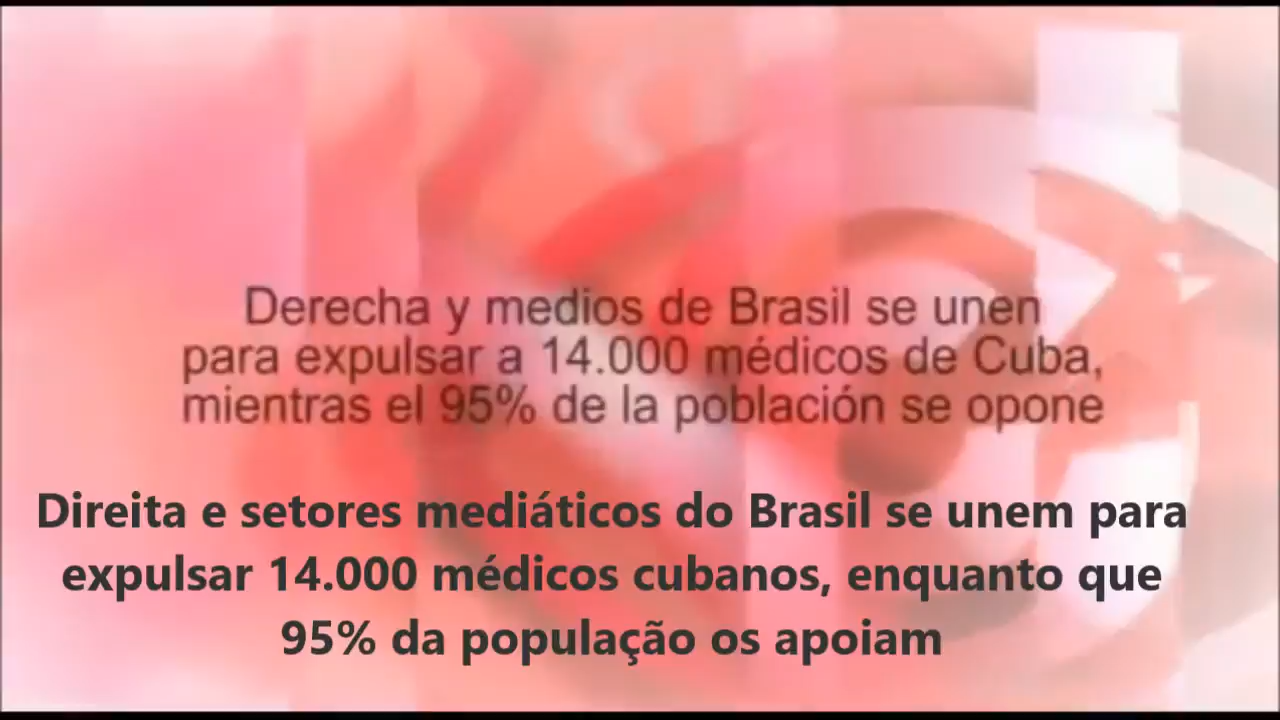 Derecha y medios de Brasil se unen
para expulsar a 14.000 médicos de Cuba,
mientras el 95% de la población se opone
Direita e setores mediáticos do Brasil se unem para
expulsar 14.000 médicos cubanos, enquanto que
95% da população os apoiam